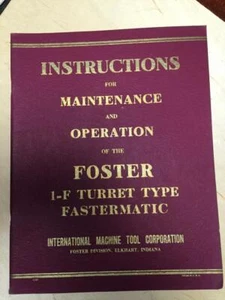 INSTRUCTIONS
FOR
MAINTENANCE
AND
OPERATION
OF THE
FOSTER
1-F TURRET TYPE
FASTERMATIC
INTERNATIONAL MACHINE TOOL CORPORATION
FOSTER DIVISION, ELKHART, INDIANA